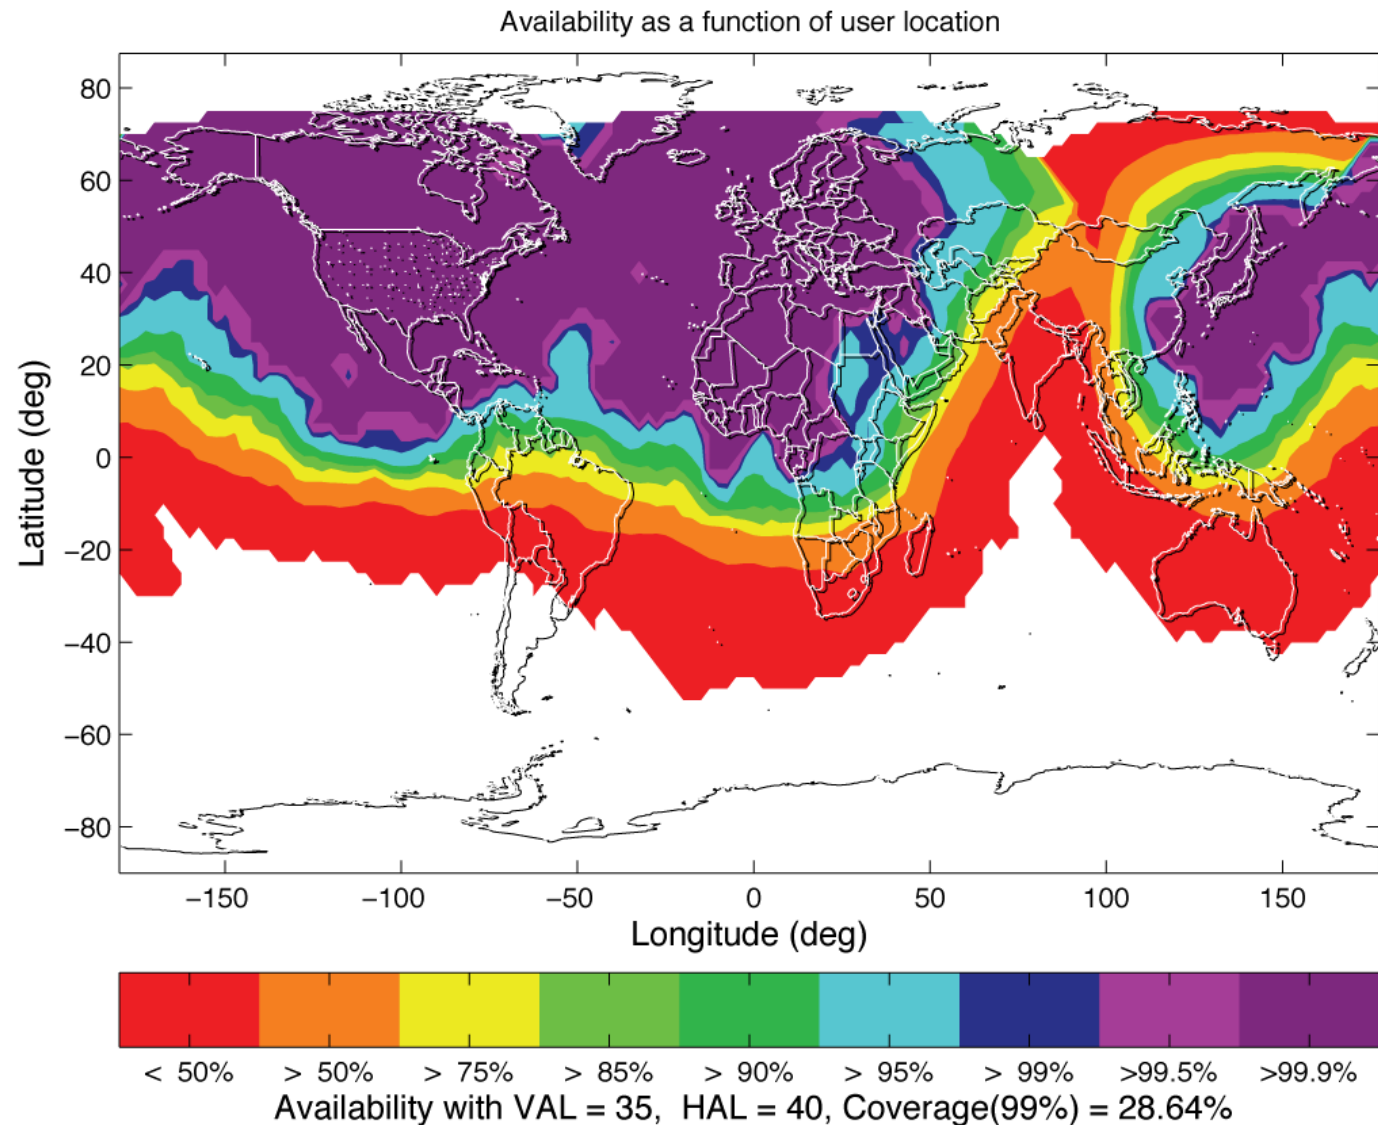 Availability as a function of user location
80
60
40
20
0
−20
−40
−60
−80
Latitude (deg)
−150 −100 −50 0 50 100 150
Longitude (deg)
< 50% > 50% > 75% > 85% > 90% > 95% > 99% >99.5% >99.9%
Availability with VAL = 35, HAL = 40, Coverage(99%) = 28.64%